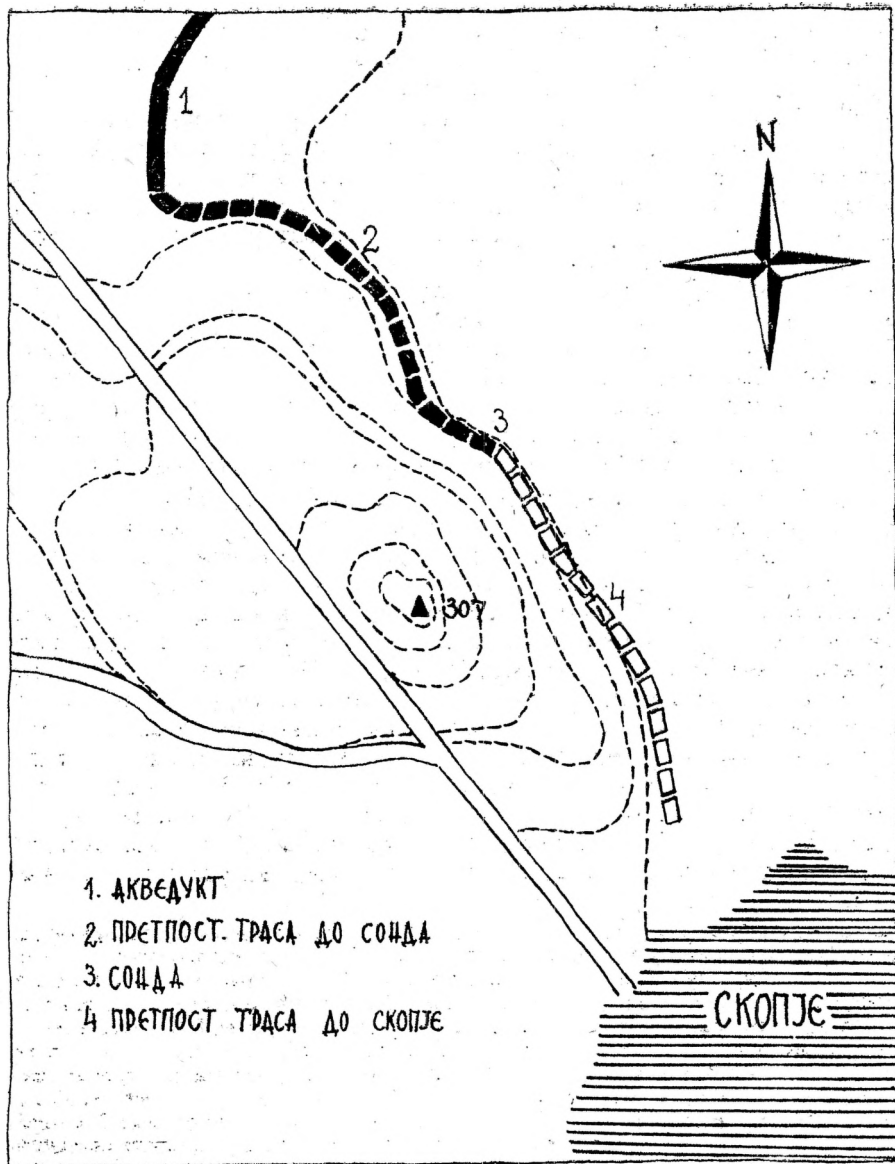 1
N
2
3
4
307
1. АКВЕДУКТ
2. ПРЕТПОСТ. ТРАСА ДО СОНДА
3. СОНДА
4 ПРЕТПОСТ ТРАСА ДО СКОПЈЕ
СКОПЈЕ